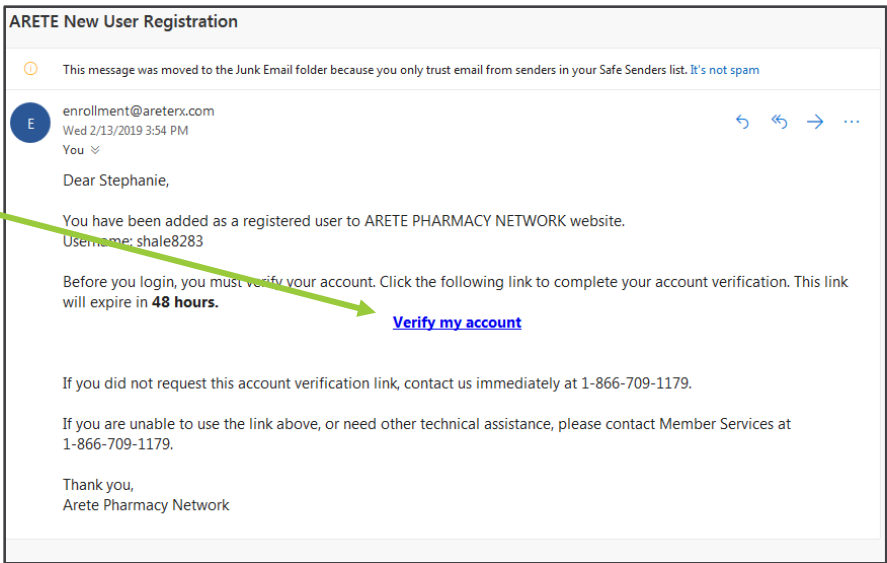 ARETE New User Registration
This message was moved to the Junk Email folder because you only trust email from senders in your Safe Senders list. It's not spam
E
enrollment@areterx.com
Wed 2/13/2019 3:54 PM
You
Dear Stephanie,
You have been added as a registered user to ARETE PHARMACY NETWORK website.
Username: shale8283
Before you login, you must verify your account. Click the following link to complete your account verification. This link
will expire in 48 hours.
Verify my account
If you did not request this account verification link, contact us immediately at 1-866-709-1179.
If you are unable to use the link above, or need other technical assistance, please contact Member Services at
1-866-709-1179.
Thank you,
Arete Pharmacy Network